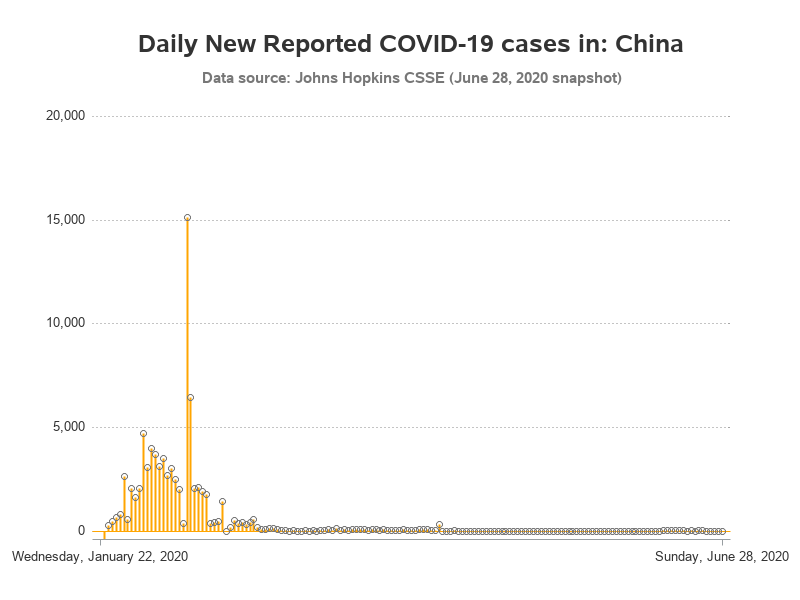 Daily New Reported COVID-19 cases in: China
Data source: Johns Hopkins CSSE (June 28, 2020 snapshot)
20,000
15,000
10,000
5,000
0
Wednesday, January 22, 2020
Sunday, June 28, 2020